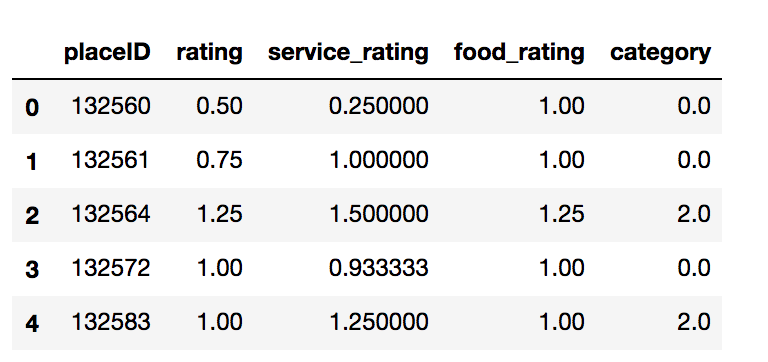 placeID rating service_rating food_rating category
0 132560 0.50 0.250000 1.00 0.0
1 132561 0.75 1.000000 1.00 0.0
2 132564 1.25 1.500000 1.25 2.0
3 132572 1.00 0.933333 1.00 0.0
4 132583 1.00 1.250000 1.00 2.0